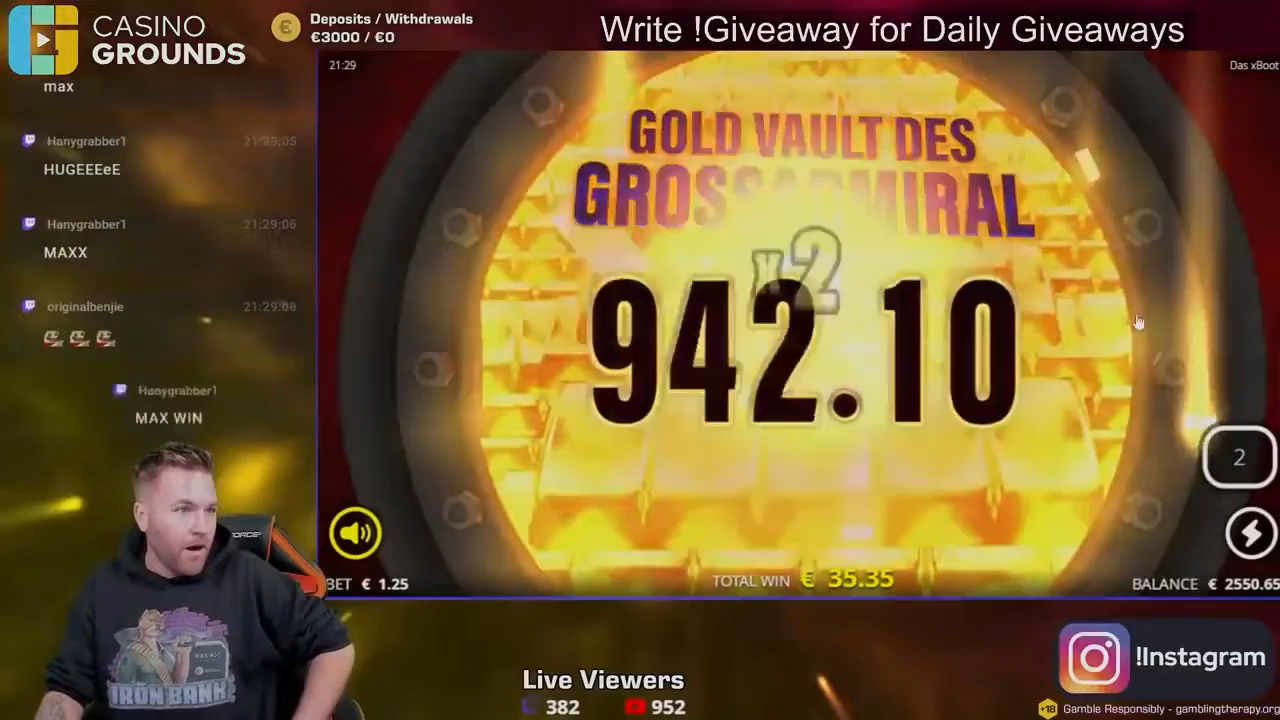 CASINO
GROUNDS
Deposits / Withdrawals
€3000 / €0
Write !Giveaway for Daily Giveaways
21:29
Das xBoot
max
Hanygrabber1 21:29:05
HUGEEEeE
Hanygrabber1 21:29:06
MAXX
originalbenjie 21:29:08
Hanygrabber1
MAX WIN
GOLD VAULT DES
GROSSADMIRAL
x2
942.10
2
BET € 1.25
TOTAL WIN € 35.35
BALANCE € 2550.65
RELAX
IRON BANK
Live Viewers
382 952
!Instagram
+18 Gamble Responsibly - gamblingtherapy.org